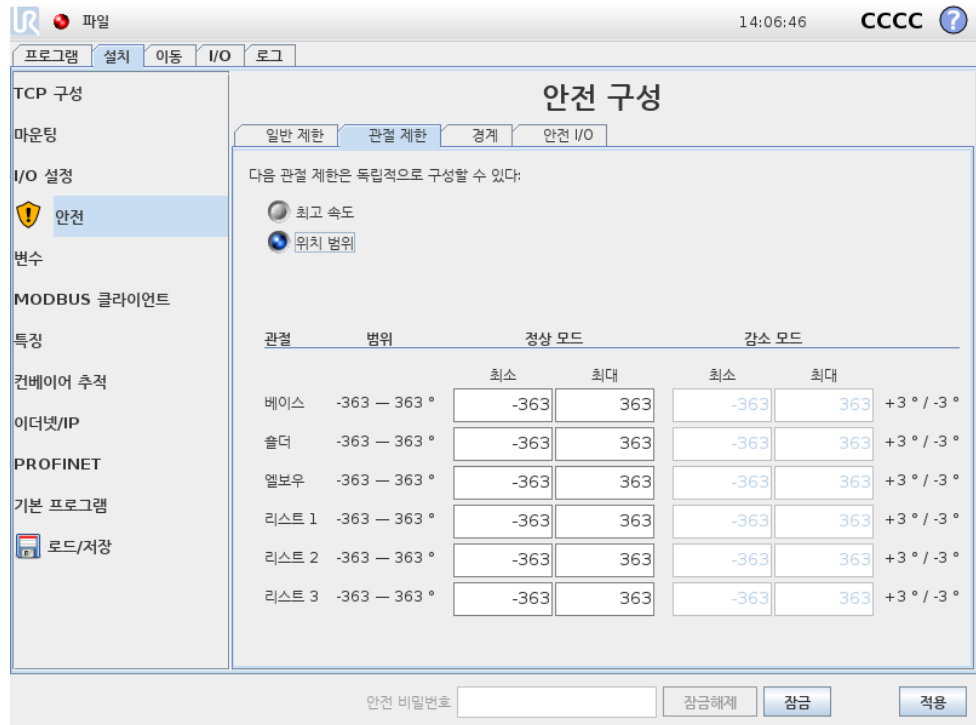 UR 파일 14:06:46 CCCC ?
프로그램 설치 이동 I/O 로그
TCP 구성
마운팅
I/O 설정
안전
변수
MODBUS 클라이언트
특징
컨베이어 추적
이더넷/IP
PROFINET
기본 프로그램
로드/저장
안전 구성
일반 제한 관절 제한 경계 안전 I/O
다음 관절 제한은 독립적으로 구성할 수 있다:
최고 속도
위치 범위
관절 범위 정상 모드 감소 모드
최소 최대 최소 최대
베이스 -363 — 363 ° -363 363 -363 363 +3 ° / -3 °
숄더 -363 — 363 ° -363 363 -363 363 +3 ° / -3 °
엘보우 -363 — 363 ° -363 363 -363 363 +3 ° / -3 °
리스트 1 -363 — 363 ° -363 363 -363 363 +3 ° / -3 °
리스트 2 -363 — 363 ° -363 363 -363 363 +3 ° / -3 °
리스트 3 -363 — 363 ° -363 363 -363 363 +3 ° / -3 °
안전 비밀번호 잠금해제 잠금 적용